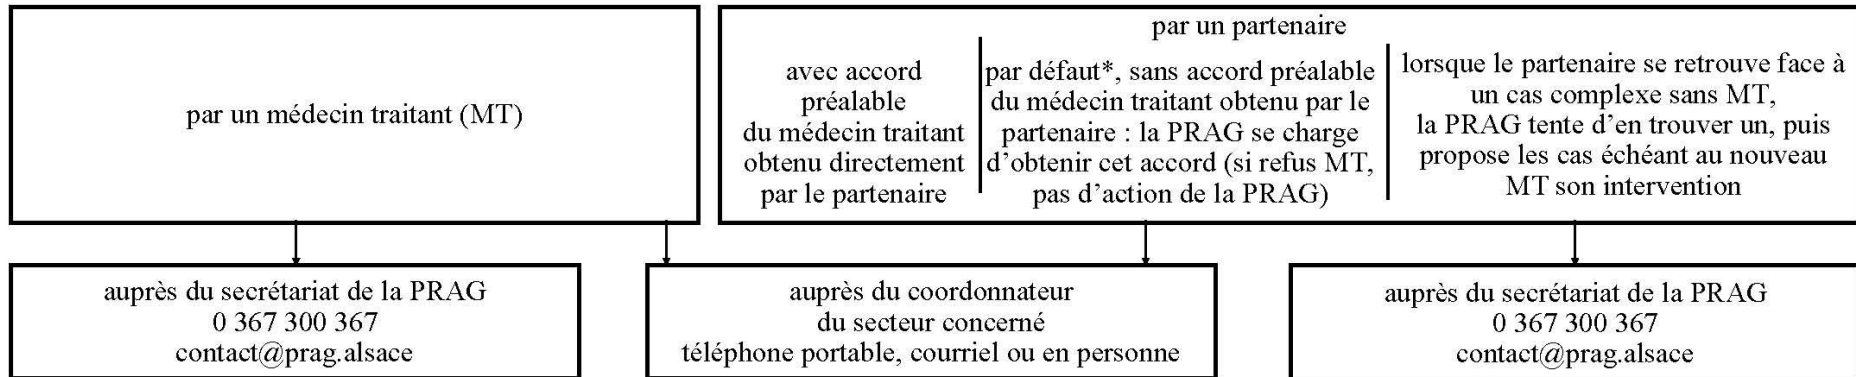 par un médecin traitant (MT)
par un partenaire
avec accord
préalable
du médecin traitant
obtenu directement
par le partenaire
par défaut*, sans accord préalable
du médecin traitant obtenu par le
partenaire : la PRAG se charge
d'obtenir cet accord (si refus MT,
pas d'action de la PRAG)
lorsque le partenaire se retrouve face à
un cas complexe sans MT,
la PRAG tente d'en trouver un, puis
propose les cas échéant au nouveau
MT son intervention
auprès du secrétariat de la PRAG
0 367 300 367
contact@prag.alsace
auprès du coordonnateur
du secteur concerné
téléphone portable, courriel ou en personne
auprès du secrétariat de la PRAG
0 367 300 367
contact@prag.alsace